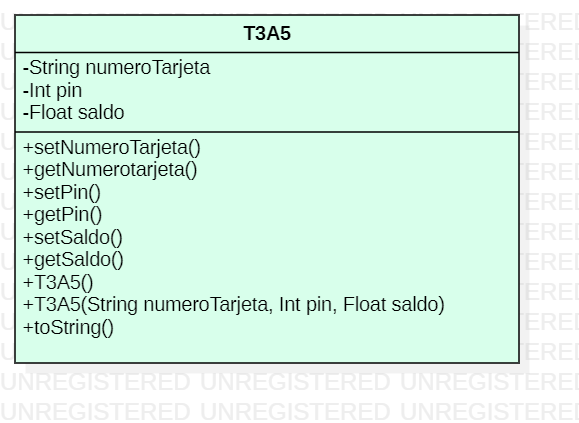 T3A5
-String numeroTarjeta
-Int pin
-Float saldo
+setNumeroTarjeta()
+getNumerotarjeta()
+setPin()
+getPin()
+setSaldo()
+getSaldo()
+T3A5()
+T3A5(String numeroTarjeta, Int pin, Float saldo)
+toString()
UNREGISTERED UNREGISTERED UNREGISTERED
UNREGISTERED UNREGISTERED UNREGISTERED